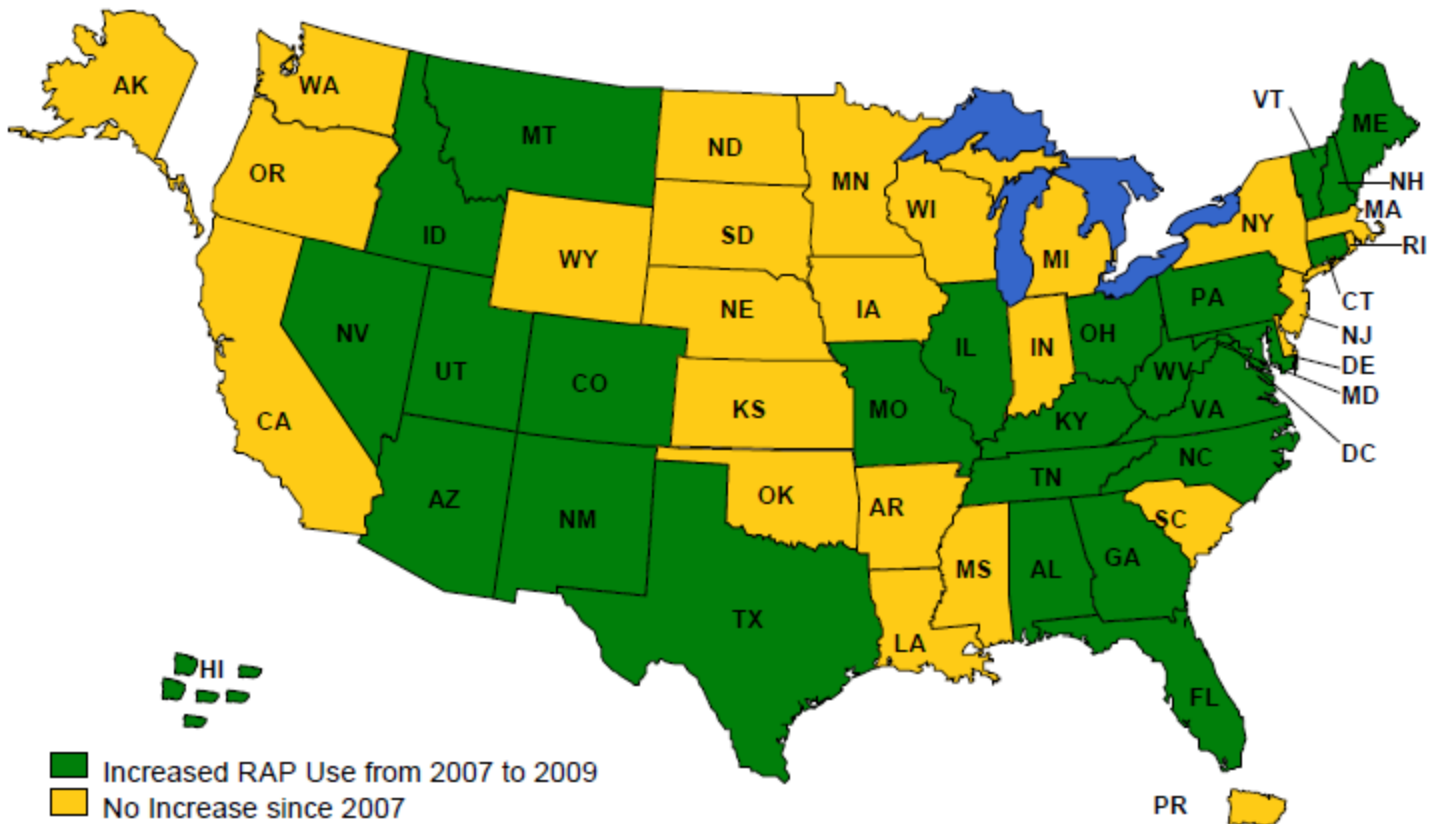 AK
WA
MT
ND
MN
VT
ME
OR
ID
SD
WI
NY
NH
MA
WY
MI
RI
NV
NE
IA
PA
CT
UT
CO
IL
IN
OH
NJ
CA
KS
MO
WV
DE
KY
VA
MD
AZ
NM
OK
AR
TN
NC
DC
SC
TX
MS
AL
GA
LA
HI
FL
Increased RAP Use from 2007 to 2009
No Increase since 2007
PR